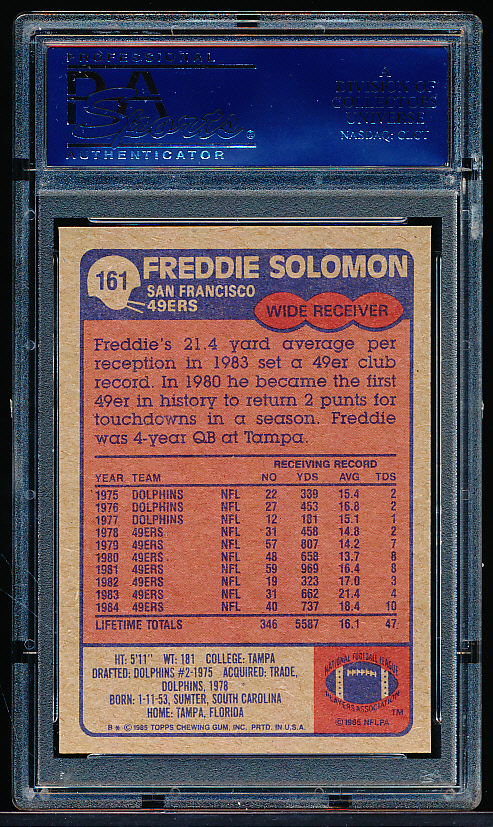 PROFESSIONAL
PSA
Sports®
AUTHENTICATOR
A
DIVISION OF
COLLECTORS
UNIVERSE
NASDAQ: CLCT
161
FREDDIE SOLOMON
SAN FRANCISCO
49ERS
WIDE RECEIVER
Freddie's 21.4 yard average per
reception in 1983 set a 49er club
record. In 1980 he became the first
49er in history to return 2 punts for
touchdowns in a season. Freddie
was 4-year QB at Tampa.
RECEIVING RECORD
YEAR TEAM NO YDS AVG TDS
1975 DOLPHINS NFL 22 339 15.4 2
1976 DOLPHINS NFL 27 453 16.8 2
1977 DOLPHINS NFL 12 181 15.1 1
1978 49ERS NFL 31 458 14.8 2
1979 49ERS NFL 57 807 14.2 7
1980 49ERS NFL 48 658 13.7 8
1981 49ERS NFL 59 969 16.4 8
1982 49ERS NFL 19 323 17.0 3
1983 49ERS NFL 31 662 21.4 4
1984 49ERS NFL 40 737 18.4 10
LIFETIME TOTALS 346 5587 16.1 47
HT: 5'11" WT: 181 COLLEGE: TAMPA
DRAFTED: DOLPHINS #2-1975 ACQUIRED: TRADE,
DOLPHINS, 1978
BORN: 1-11-53, SUMTER, SOUTH CAROLINA
HOME: TAMPA, FLORIDA
B * © 1985 TOPPS CHEWING GUM, INC. PRTD. IN U.S.A.
NATIONAL FOOTBALL LEAGUE
PLAYERS ASSOCIATION
TM
© 1985 NFLPA